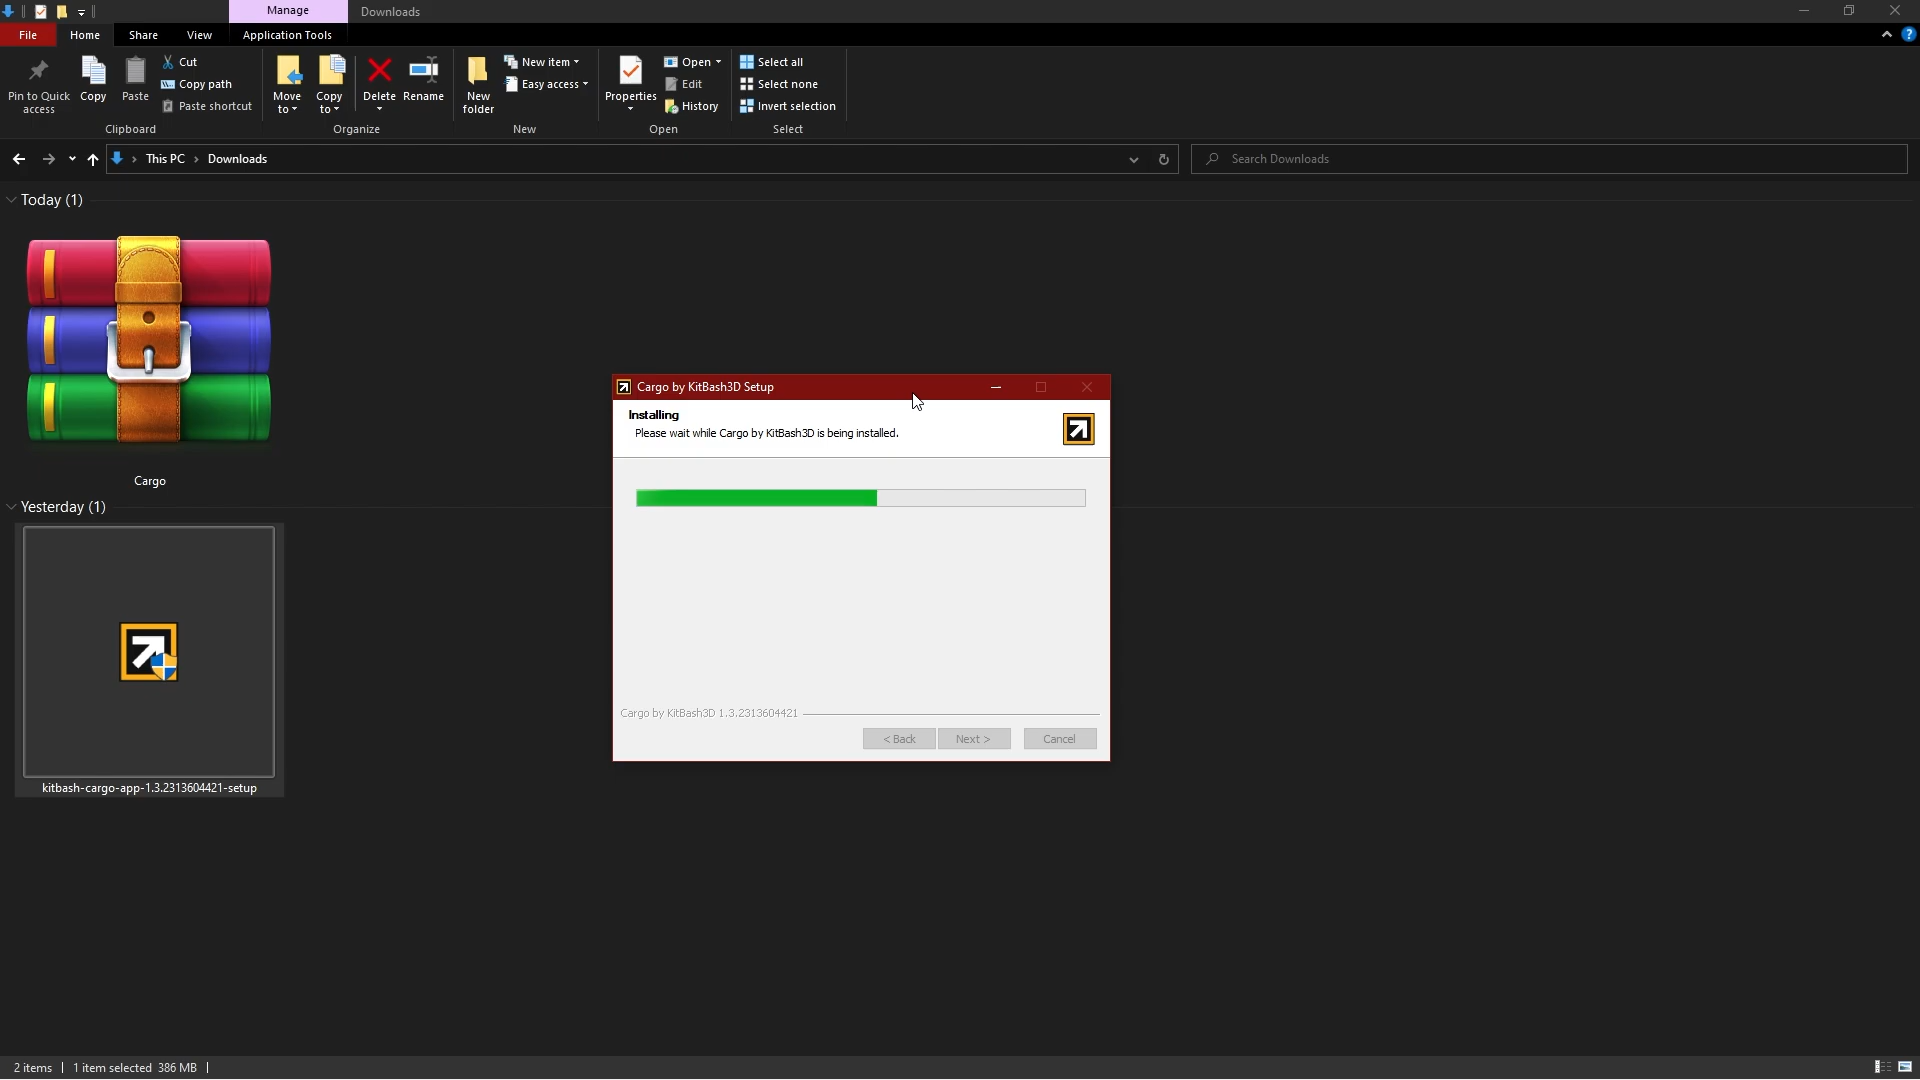 Manage
Downloads
File
Home
Share
View
Application Tools
Pin to Quick access
Copy
Paste
Cut
Copy path
Paste shortcut
Clipboard
Move to
Copy to
Delete
Rename
Organize
New folder
New item
Easy access
New
Properties
Open
Edit
History
Open
Select all
Select none
Invert selection
Select
This PC > Downloads
Search Downloads
Today (1)
Cargo
Yesterday (1)
kitbash-cargo-app-1.3.2313604421-setup
Cargo by KitBash3D Setup
Installing
Please wait while Cargo by KitBash3D is being installed.
Cargo by KitBash3D 1.3.2313604421
< Back
Next >
Cancel
2 items
1 item selected 386 MB